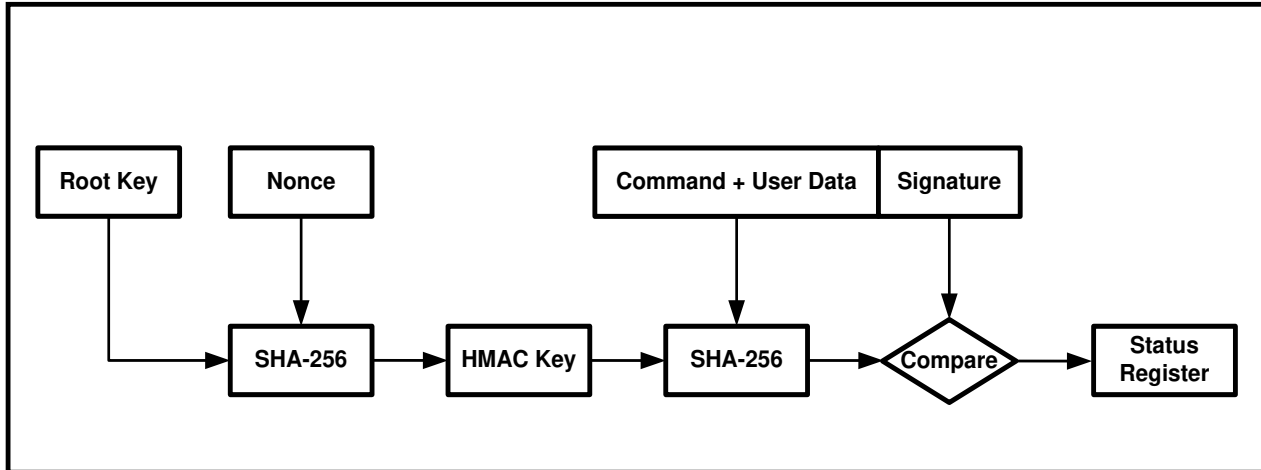 Root Key
Nonce
Command + User Data
Signature
SHA-256
HMAC Key
SHA-256
Compare
Status
Register